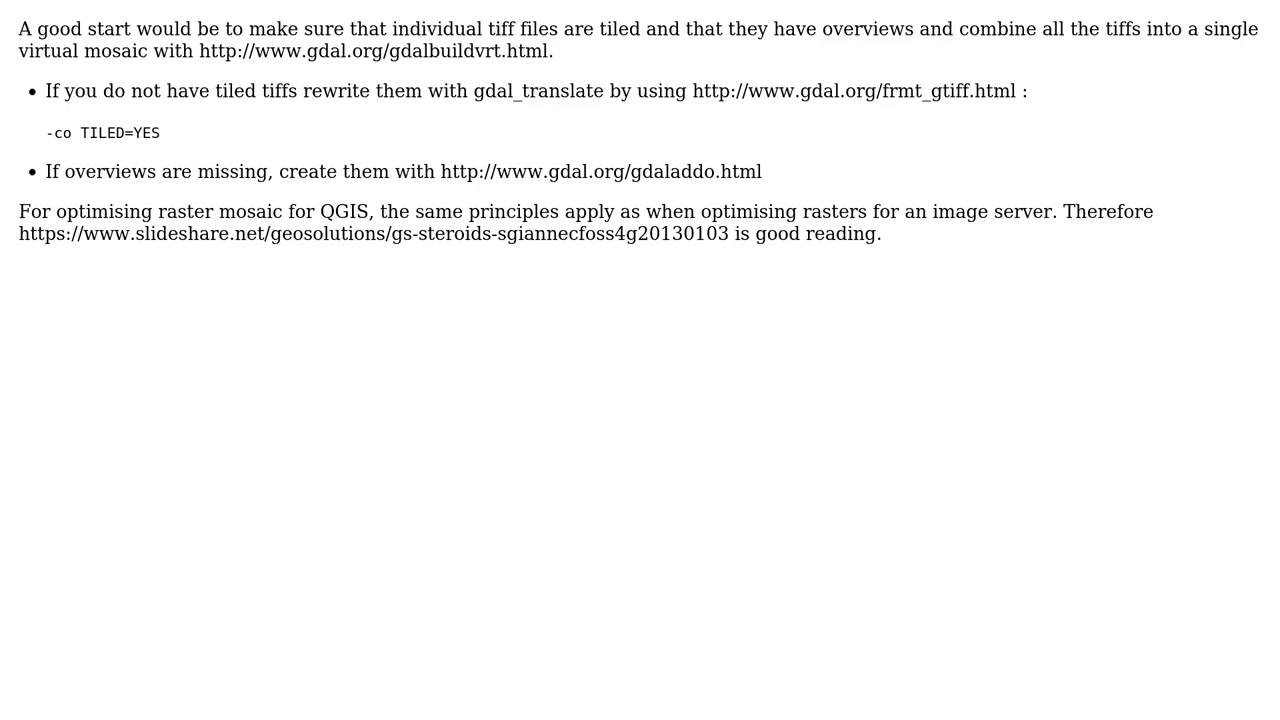 A good start would be to make sure that individual tiff files are tiled and that they have overviews and combine all the tiffs into a single
virtual mosaic with http://www.gdal.org/gdalbuildvrt.html.
• If you do not have tiled tiffs rewrite them with gdal_translate by using http://www.gdal.org/frmt_gtiff.html :
-co TILED=YES
• If overviews are missing, create them with http://www.gdal.org/gdaladdo.html
For optimising raster mosaic for QGIS, the same principles apply as when optimising rasters for an image server. Therefore
https://www.slideshare.net/geosolutions/gs-steroids-sgiannecfoss4g20130103 is good reading.